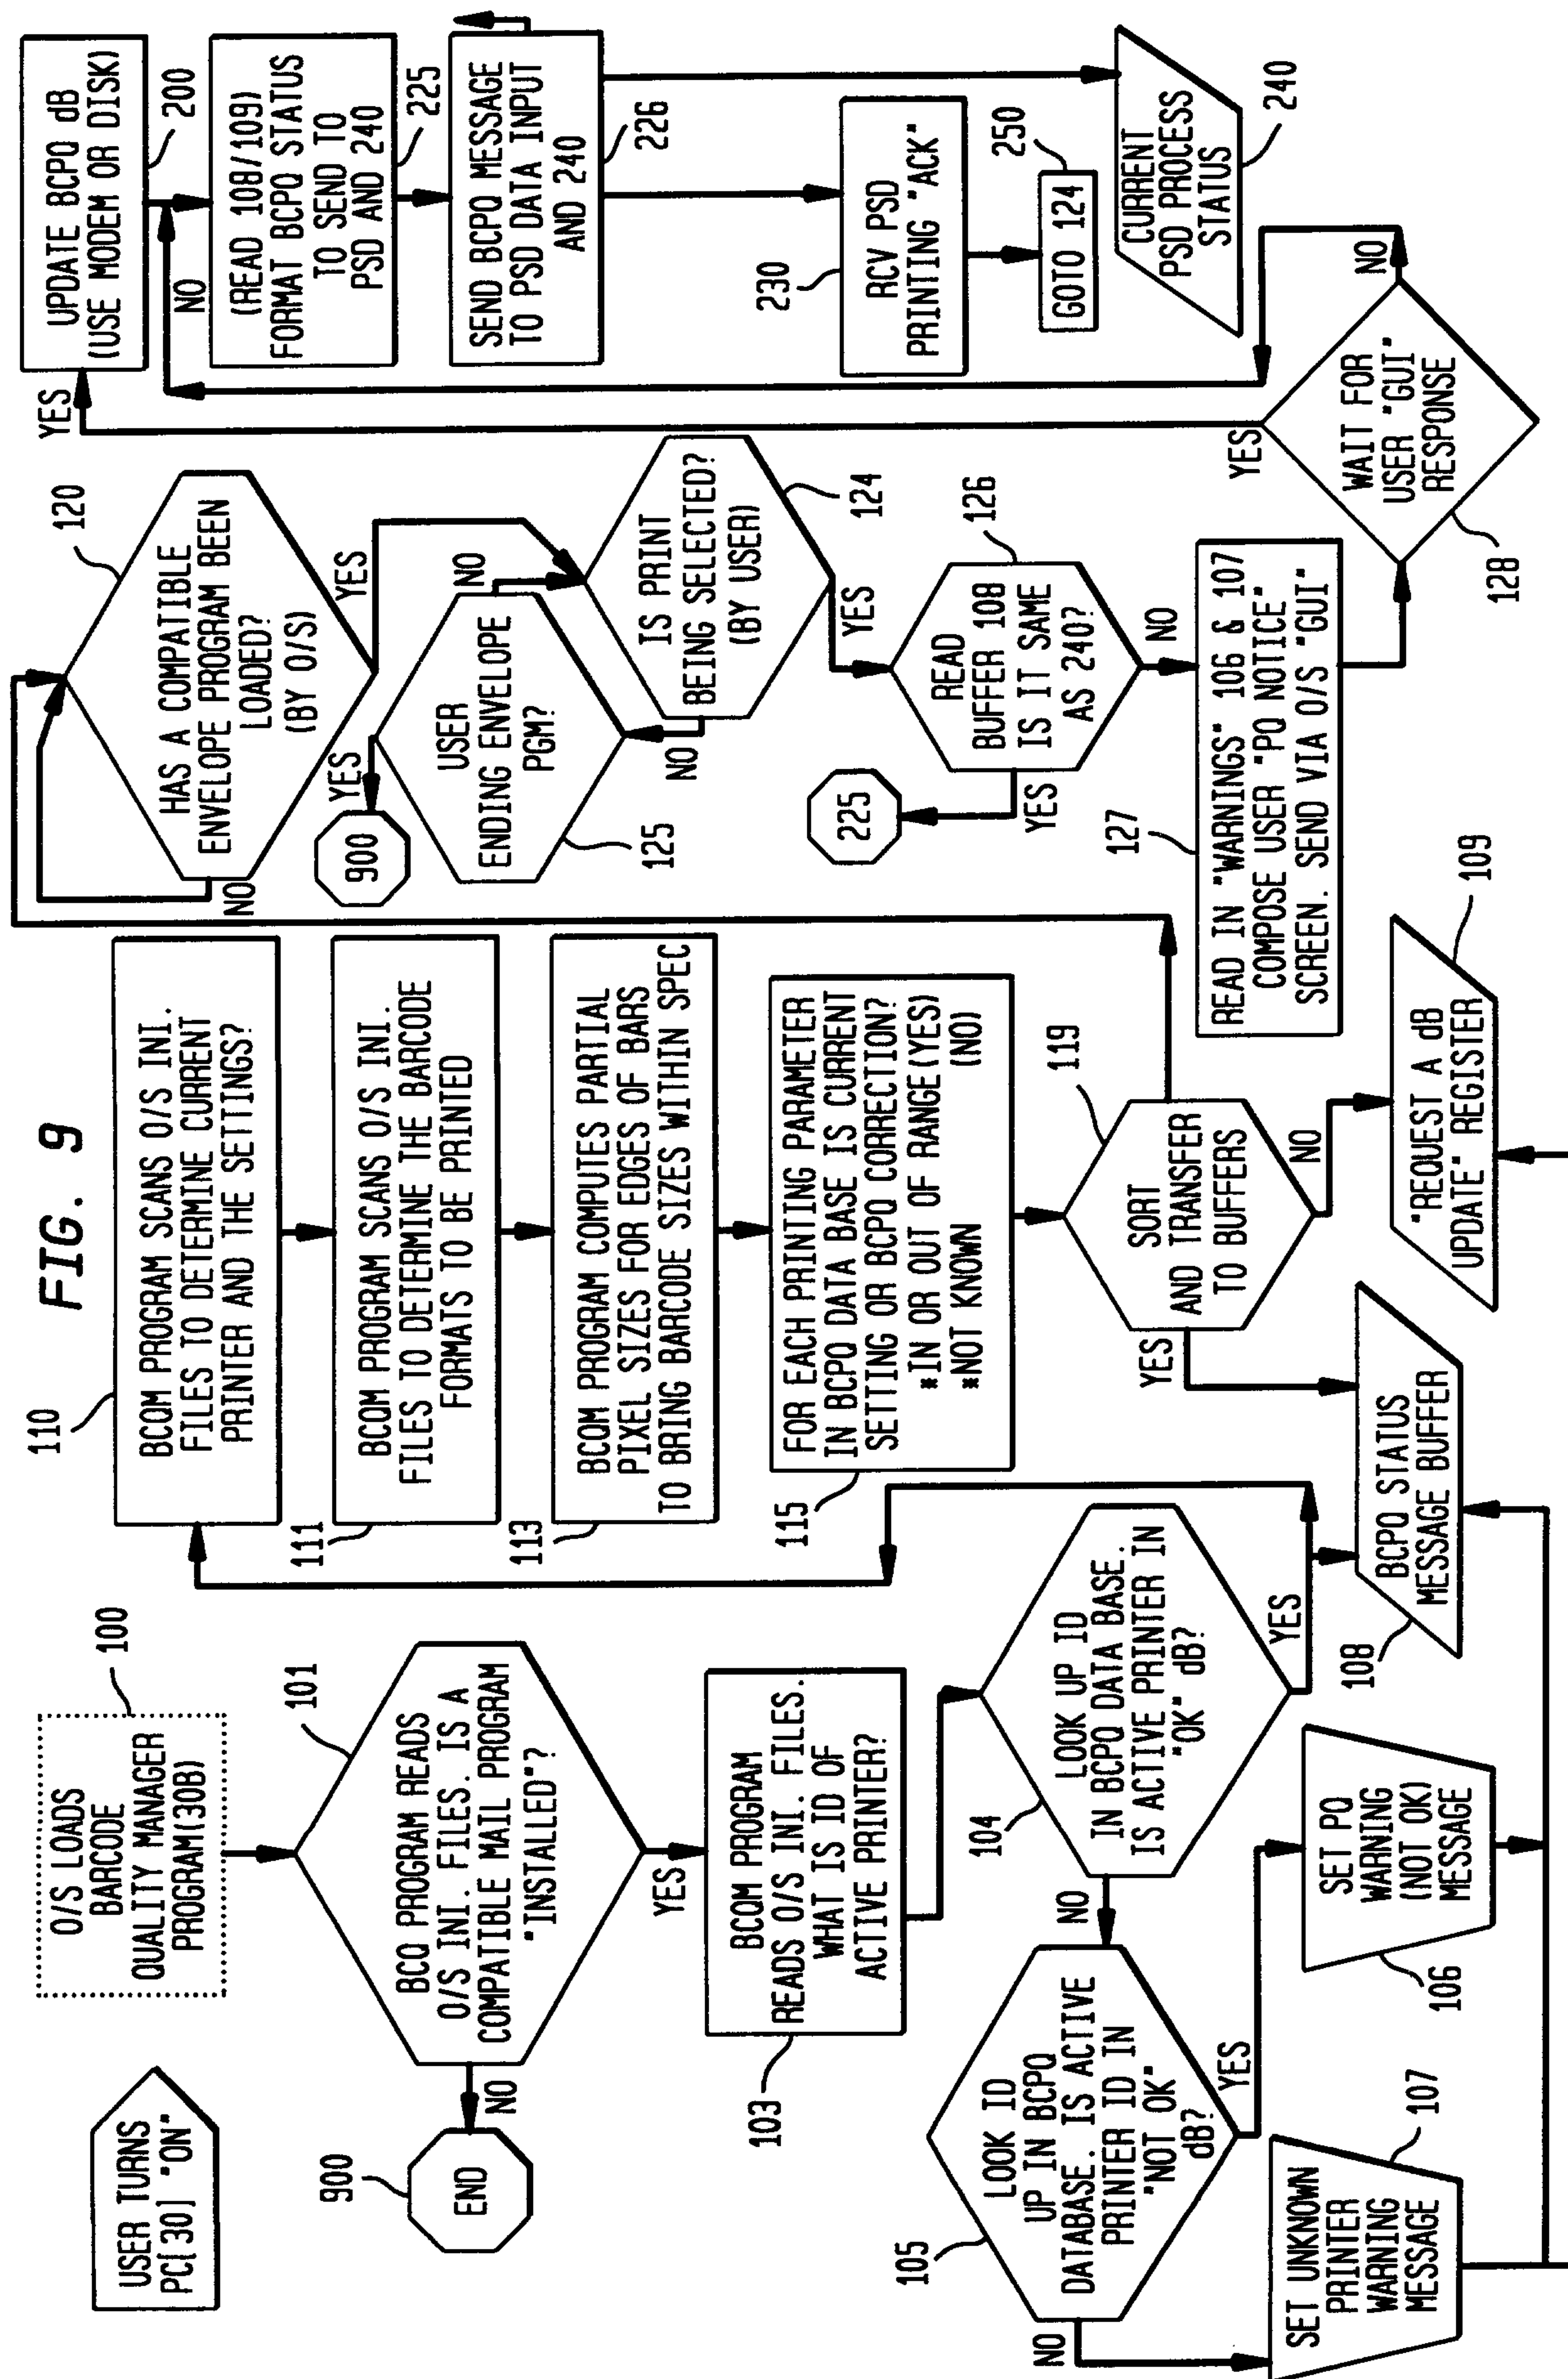 FIG. 9
USER TURNS
PC[30] "ON"
O/S LOADS
BARCODE
QUALITY MANAGER
PROGRAM(30B)
100
BCQ PROGRAM READS
O/S INI. FILES. IS A
COMPATIBLE MAIL PROGRAM
"INSTALLED"?
101
NO
END
900
YES
BCQM PROGRAM
READS O/S INI. FILES.
WHAT IS ID OF
ACTIVE PRINTER?
103
LOOK UP ID
IN BCPQ DATA BASE.
IS ACTIVE PRINTER IN
"OK" dB?
104
NO
YES
LOOK ID
UP IN BCPQ
DATABASE. IS ACTIVE
PRINTER ID IN
"NOT OK"
dB?
105
NO
YES
SET UNKNOWN
PRINTER
WARNING
MESSAGE
107
SET PQ
WARNING
(NOT OK)
MESSAGE
106
BCPQ STATUS
MESSAGE BUFFER
108
110
BCQM PROGRAM SCANS O/S INI.
FILES TO DETERMINE CURRENT
PRINTER AND THE SETTINGS?
BCQM PROGRAM SCANS O/S INI.
FILES TO DETERMINE THE BARCODE
FORMATS TO BE PRINTED
111
BCQM PROGRAM COMPUTES PARTIAL
PIXEL SIZES FOR EDGES OF BARS
TO BRING BARCODE SIZES WITHIN SPEC
113
FOR EACH PRINTING PARAMETER
IN BCPQ DATA BASE IS CURRENT
SETTING OR BCPQ CORRECTION?
*IN OR OUT OF RANGE(YES)
*NOT KNOWN (NO)
115
SORT
AND TRANSFER
TO BUFFERS
119
YES
NO
"REQUEST A dB
UPDATE" REGISTER
109
120
HAS A COMPATIBLE
ENVELOPE PROGRAM BEEN
LOADED?
(BY O/S)
NO
YES
USER
ENDING ENVELOPE
PGM?
125
YES
900
NO
IS PRINT
BEING SELECTED?
(BY USER)
124
NO
YES
READ
BUFFER 108
IS IT SAME
AS 240?
126
YES
225
NO
READ IN "WARNINGS" 106 & 107
COMPOSE USER "PQ NOTICE"
SCREEN. SEND VIA O/S "GUI"
127
WAIT FOR
USER "GUI"
RESPONSE
128
YES
NO
YES
UPDATE BCPQ dB
(USE MODEM OR DISK)
200
NO
(READ 108/109)
FORMAT BCPQ STATUS
TO SEND TO
PSD AND 240
225
SEND BCPQ MESSAGE
TO PSD DATA INPUT
AND 240
226
230
RCV PSD
PRINTING "ACK"
GOTO 124
250
CURRENT
PSD PROCESS
STATUS
240